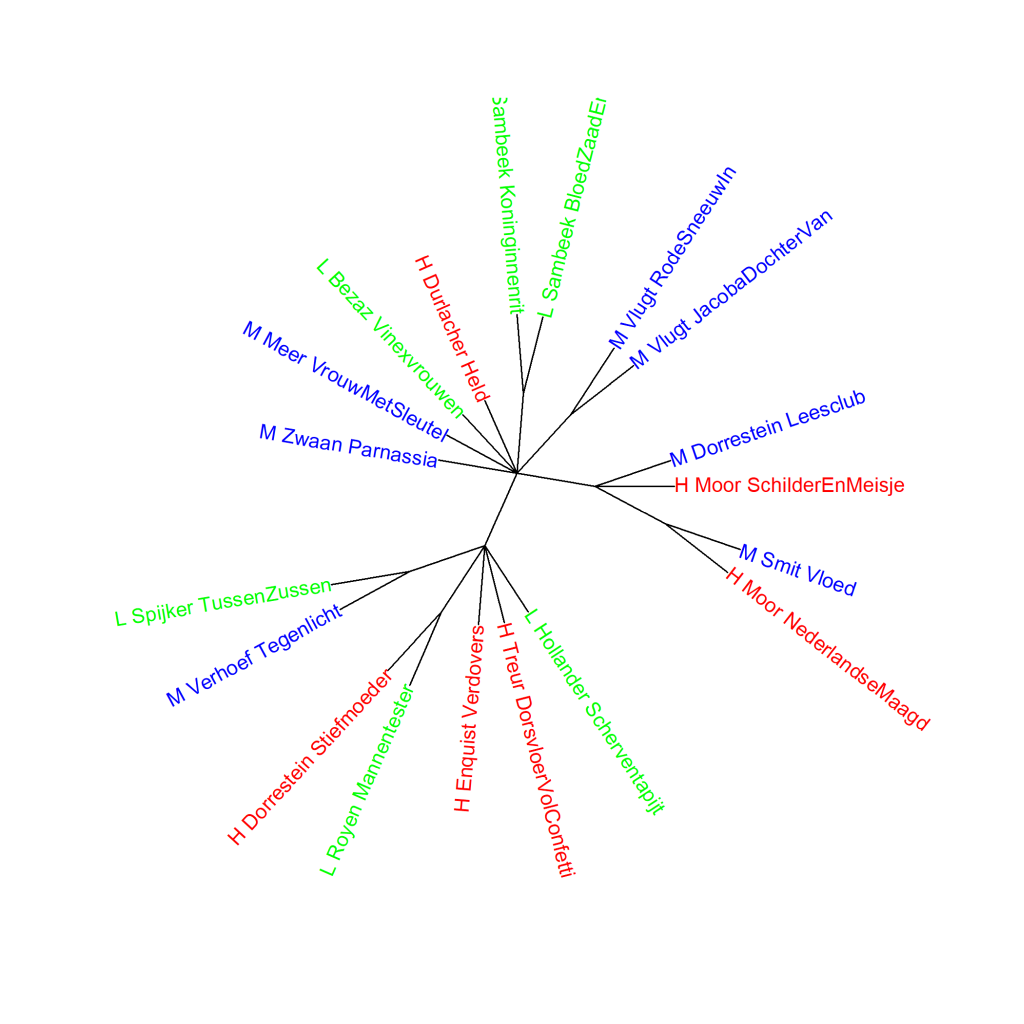 Sambeek Koninginnenrit
L Sambeek BloedZaadE
M Vlugt RodeSneeuwIn
M Vlugt JacobaDochterVan
H Durlacher Held
L Bezaz Vinexvrouwen
M Meer VrouwMetSleutel
M Zwaan Parnassia
M Dorrestein Leesclub
H Moor SchilderEnMeisje
M Smit Vloed
H Moor NederlandseMaagd
L Spijker TussenZussen
M Verhoef Tegenlicht
H Dorrestein Stiefmoeder
L Royen Mannentester
H Enquist Verdovers
H Treur DorsvloerVolConfetti
L Hollander Scherventapijt